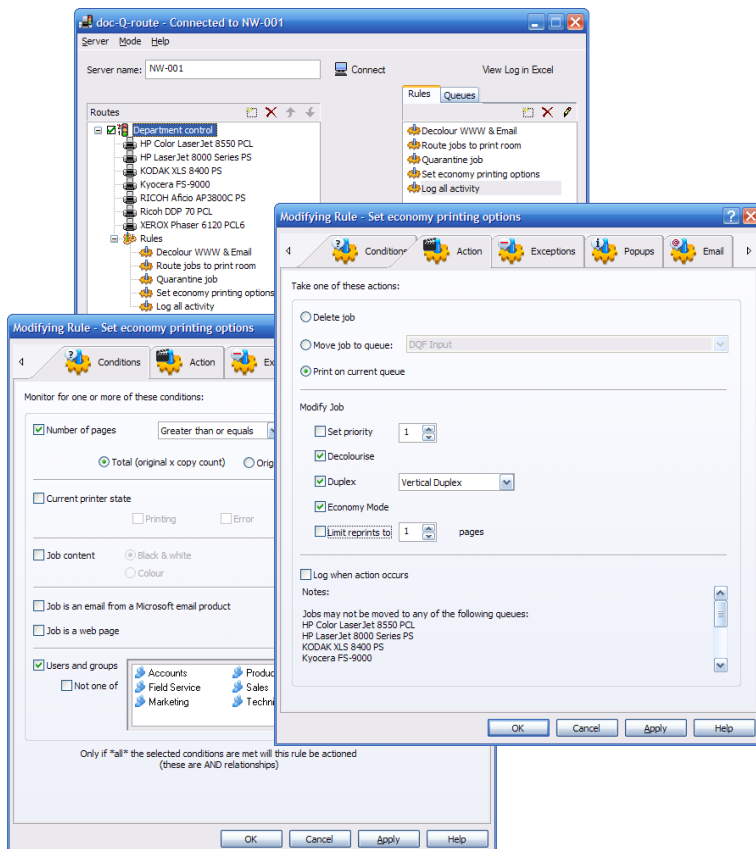 doc-Q-route - Connected to NW-001
Server Mode Help
Server name: NW-001 Connect View Log in Excel
Rules Queues
Routes
Department control
HP Color LaserJet 8550 PCL
HP LaserJet 8000 Series PS
KODAK XLS 8400 PS
Kyocera FS-9000
RICOH Aficio AP3800C PS
Ricoh DDP 70 PCL
XEROX Phaser 6120 PCL6
Rules
Decolour WWW & Email
Route jobs to print room
Quarantine job
Set economy printing options
Log all activity
Decolour WWW & Email
Route jobs to print room
Quarantine job
Set economy printing options
Log all activity
Modifying Rule - Set economy printing options
Conditions Action Exceptions Popups Email
Take one of these actions:
Delete job
Move job to queue: DQF Input
Print on current queue
Modify Job
Set priority 1
Decolourise
Duplex Vertical Duplex
Economy Mode
Limit reprints to 1 pages
Log when action occurs
Notes:
Jobs may not be moved to any of the following queues:
HP Color LaserJet 8550 PCL
HP LaserJet 8000 Series PS
KODAK XLS 8400 PS
Kyocera FS-9000
OK Cancel Apply Help
Modifying Rule - Set economy printing options
Conditions Action Ex
Monitor for one or more of these conditions:
Number of pages Greater than or equals
Total (original x copy count) Orig
Current printer state
Printing Error
Job content Black & white
Colour
Job is an email from a Microsoft email product
Job is a web page
Users and groups
Not one of
Accounts Produc
Field Service Sales
Marketing Techni
Only if *all* the selected conditions are met will this rule be actioned
(these are AND relationships)
OK Cancel Apply Help